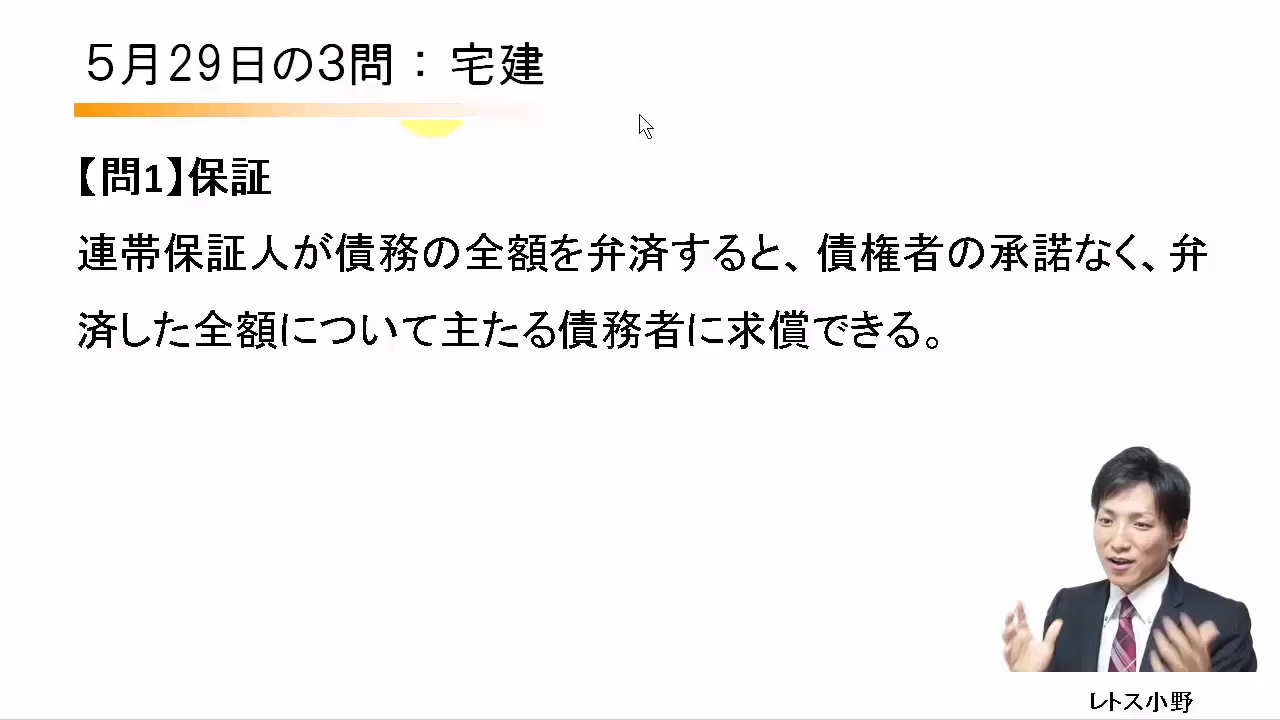 ５月29日の３問：宅建
【問1】保証
連帯保証人が債務の全額を弁済すると、債権者の承諾なく、弁
済した全額について主たる債務者に求償できる。
レトス小野